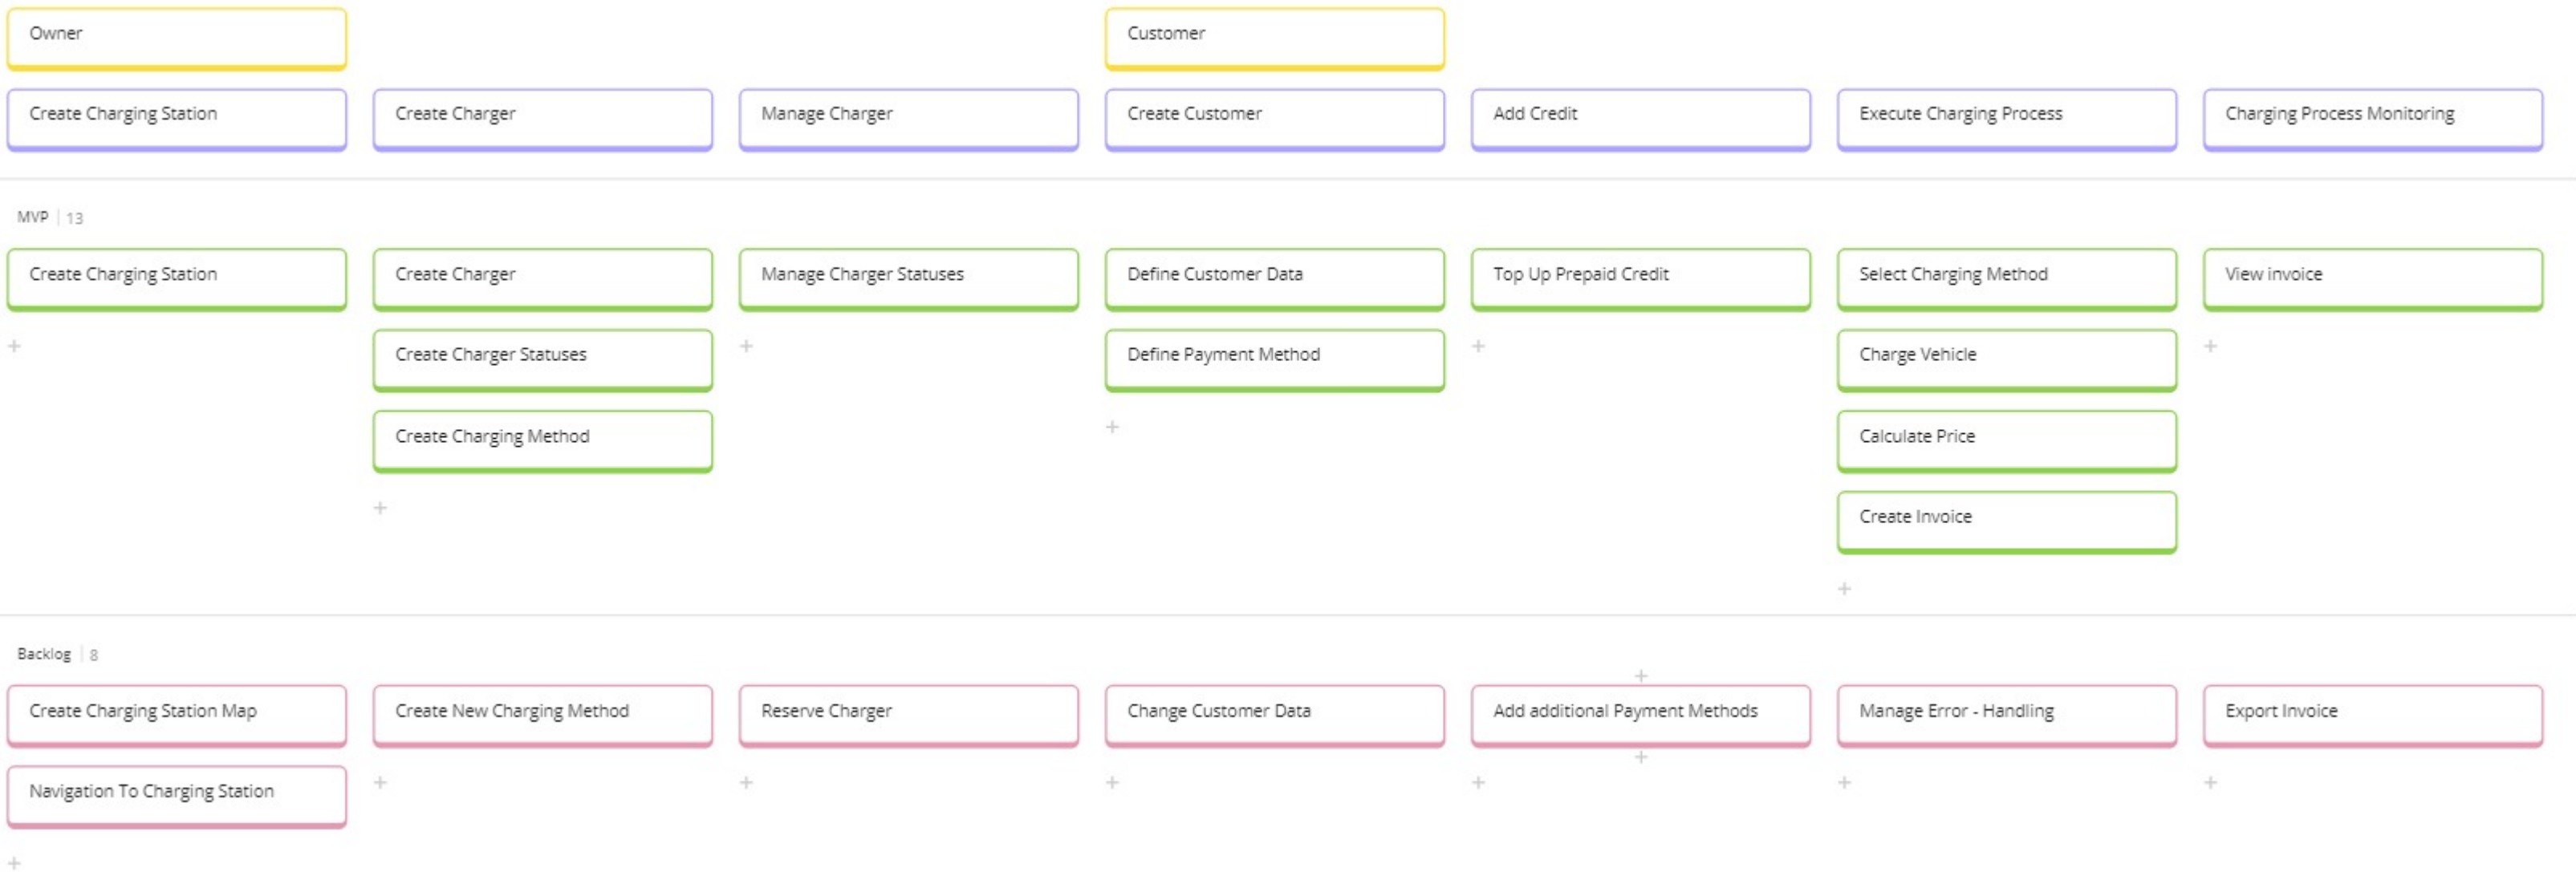 Owner
Customer
Create Charging Station
Create Charger
Manage Charger
Create Customer
Add Credit
Execute Charging Process
Charging Process Monitoring
MVP 13
Create Charging Station
Create Charger
Manage Charger Statuses
Define Customer Data
Top Up Prepaid Credit
Select Charging Method
View invoice
Create Charger Statuses
Define Payment Method
Charge Vehicle
Create Charging Method
Calculate Price
Create Invoice
Backlog 8
Create Charging Station Map
Create New Charging Method
Reserve Charger
Change Customer Data
Add additional Payment Methods
Manage Error - Handling
Export Invoice
Navigation To Charging Station